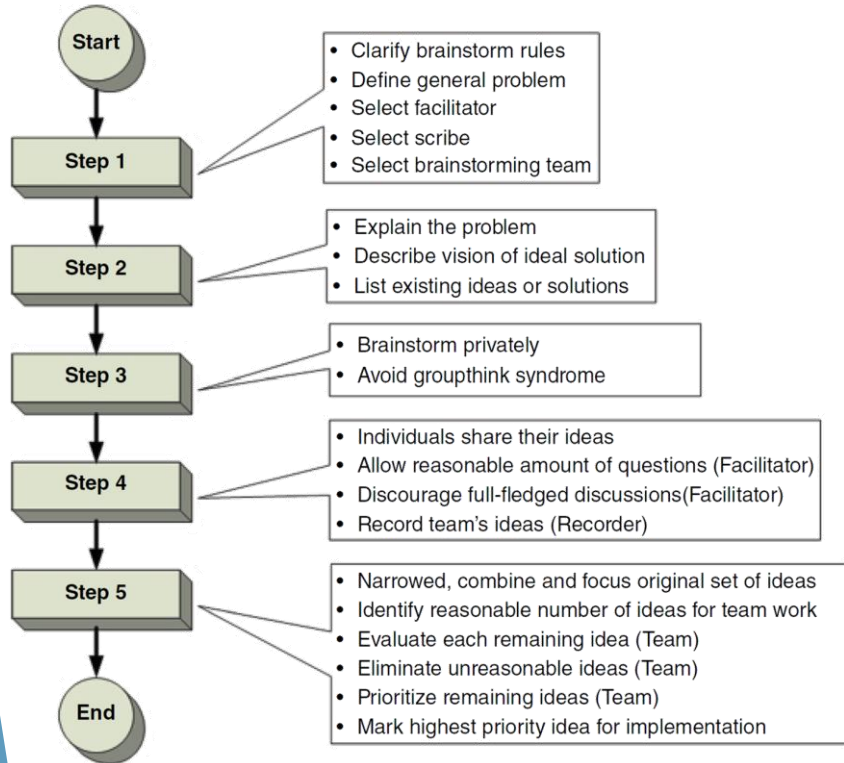 Start
• Clarify brainstorm rules
• Define general problem
• Select facilitator
• Select scribe
• Select brainstorming team
Step 1
• Explain the problem
• Describe vision of ideal solution
• List existing ideas or solutions
Step 2
• Brainstorm privately
• Avoid groupthink syndrome
Step 3
• Individuals share their ideas
• Allow reasonable amount of questions (Facilitator)
• Discourage full-fledged discussions(Facilitator)
• Record team's ideas (Recorder)
Step 4
• Narrowed, combine and focus original set of ideas
• Identify reasonable number of ideas for team work
• Evaluate each remaining idea (Team)
• Eliminate unreasonable ideas (Team)
• Prioritize remaining ideas (Team)
• Mark highest priority idea for implementation
Step 5
End